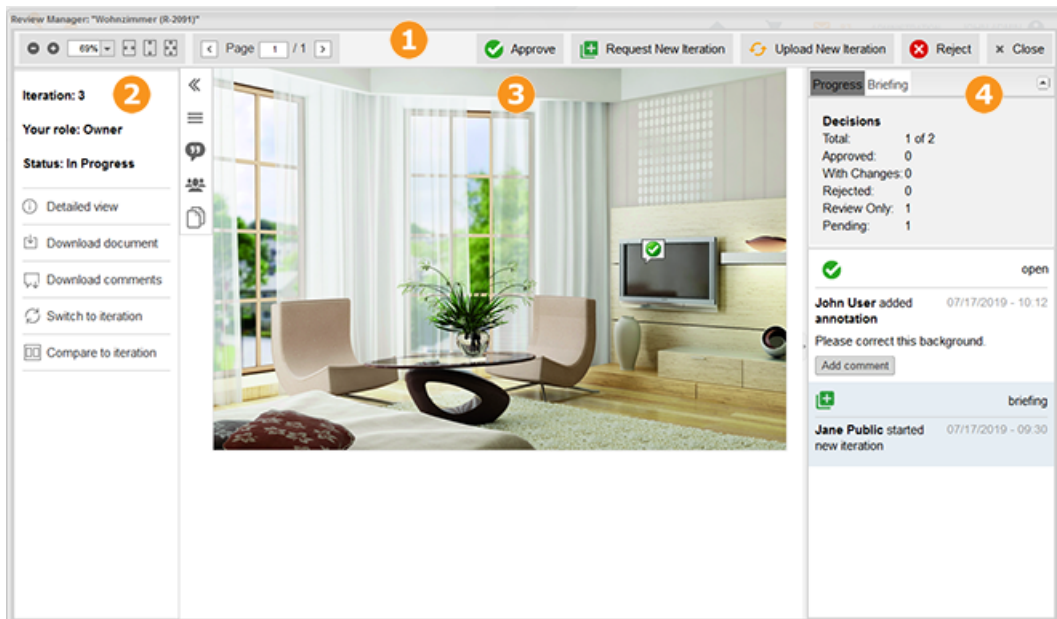 Review Manager: "Wohnzimmer (R-2091)"
69% Page 1 / 1 1 Approve Request New Iteration Upload New Iteration Reject × Close
Iteration: 3 2
Your role: Owner
Status: In Progress
Detailed view
Download document
Download comments
Switch to iteration
Compare to iteration
3
Progress Briefing 4
Decisions
Total: 1 of 2
Approved: 0
With Changes: 0
Rejected: 0
Review Only: 1
Pending: 1
open
John User added 07/17/2019 - 10:12
annotation
Please correct this background.
Add comment
briefing
Jane Public started 07/17/2019 - 09:30
new iteration